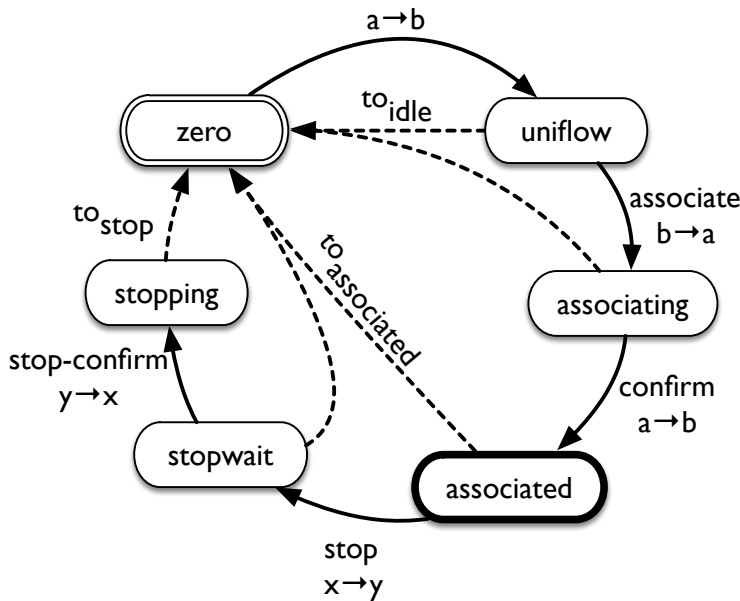 a→b
zero
to_idle
uniflow
to_stop
associate
b→a
stopping
to_associated
associating
stop-confirm
y→x
confirm
a→b
stopwait
associated
stop
x→y